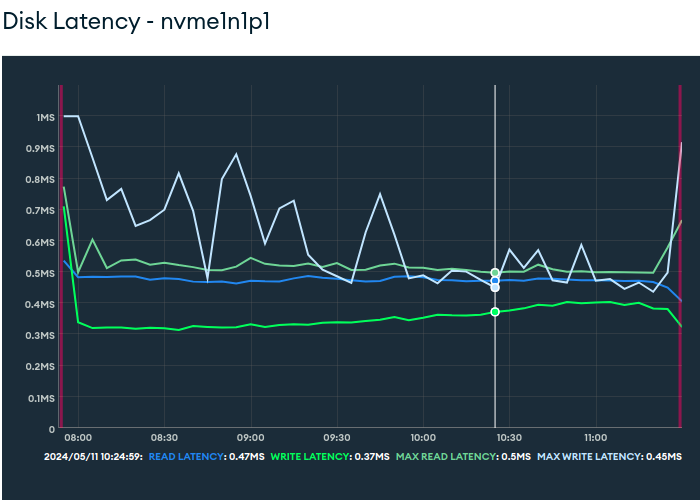 Disk Latency - nvme1n1p1
1MS
0.9MS
0.8MS
0.7MS
0.6MS
0.5MS
0.4MS
0.3MS
0.2MS
0.1MS
0
08:00 08:30 09:00 09:30 10:00 10:30 11:00
2024/05/11 10:24:59: READ LATENCY: 0.47MS WRITE LATENCY: 0.37MS MAX READ LATENCY: 0.5MS MAX WRITE LATENCY: 0.45MS